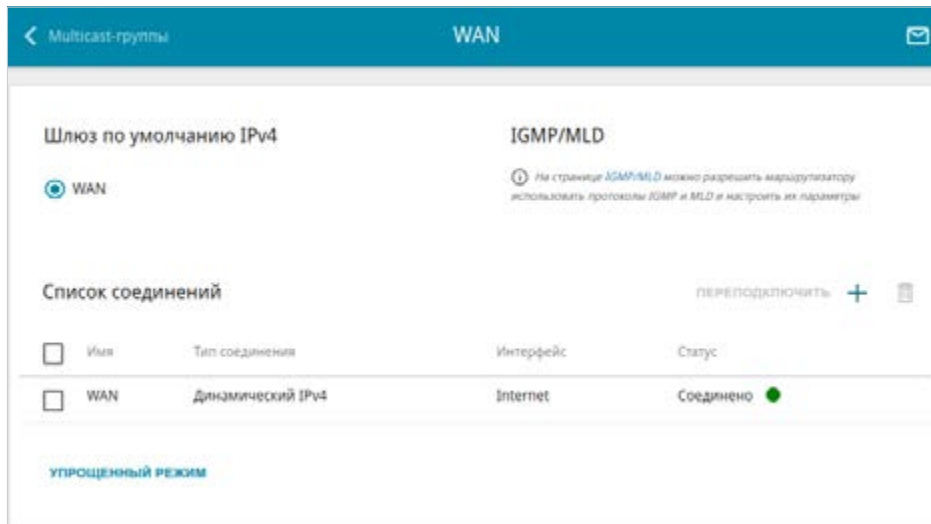 Multicast-группы
WAN
Шлюз по умолчанию IPv4
WAN
IGMP/MLD
На странице IGMP/MLD можно разрешить маршрутизатору
использовать протоколы IGMP и MLD и настроить их параметры
Список соединений
ПЕРЕПОДКЛЮЧИТЬ
Имя Тип соединения Интерфейс Статус
WAN Динамический IPv4 Internet Соединено
УПРОЩЕННЫЙ РЕЖИМ